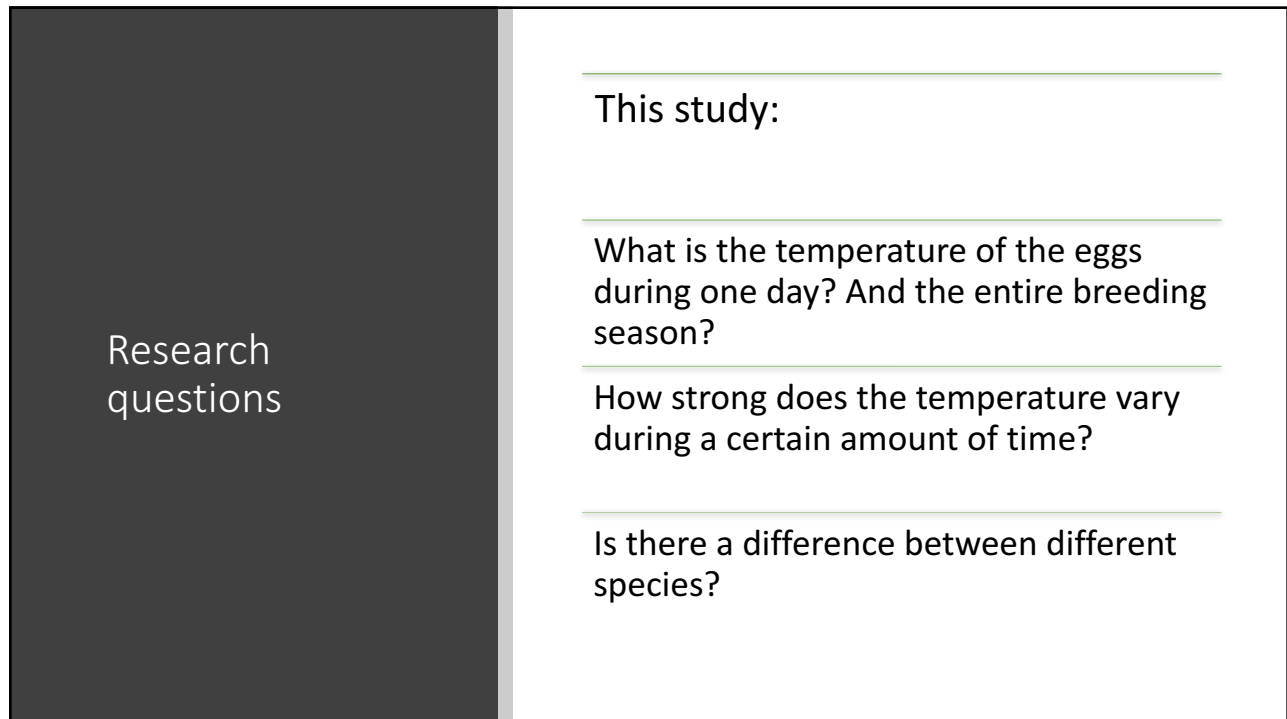 Research
questions
This study:
What is the temperature of the eggs
during one day? And the entire breeding
season?
How strong does the temperature vary
during a certain amount of time?
Is there a difference between different
species?